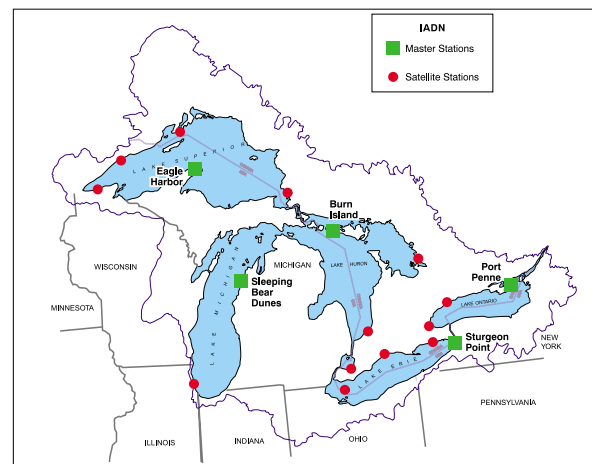 IADN
Master Stations
Satellite Stations
LAKE SUPERIOR
Eagle
Harbor
Burn
Island
WISCONSIN
MICHIGAN
LAKE HURON
Port
Penne
LAKE MICHIGAN
Sleeping
Bear
Dunes
MINNESOTA
LAKE ONTARIO
Sturgeon
Point
NEW
YORK
LAKE ERIE
PENNSYLVANIA
ILLINOIS
INDIANA
OHIO